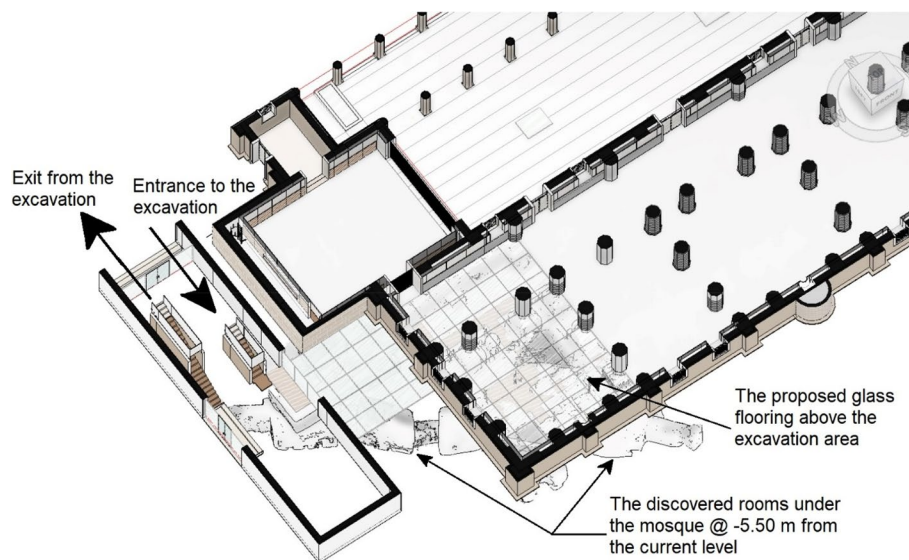 Exit from the
excavation
Entrance to the
excavation
The proposed glass
flooring above the
excavation area
The discovered rooms under
the mosque @ -5.50 m from
the current level